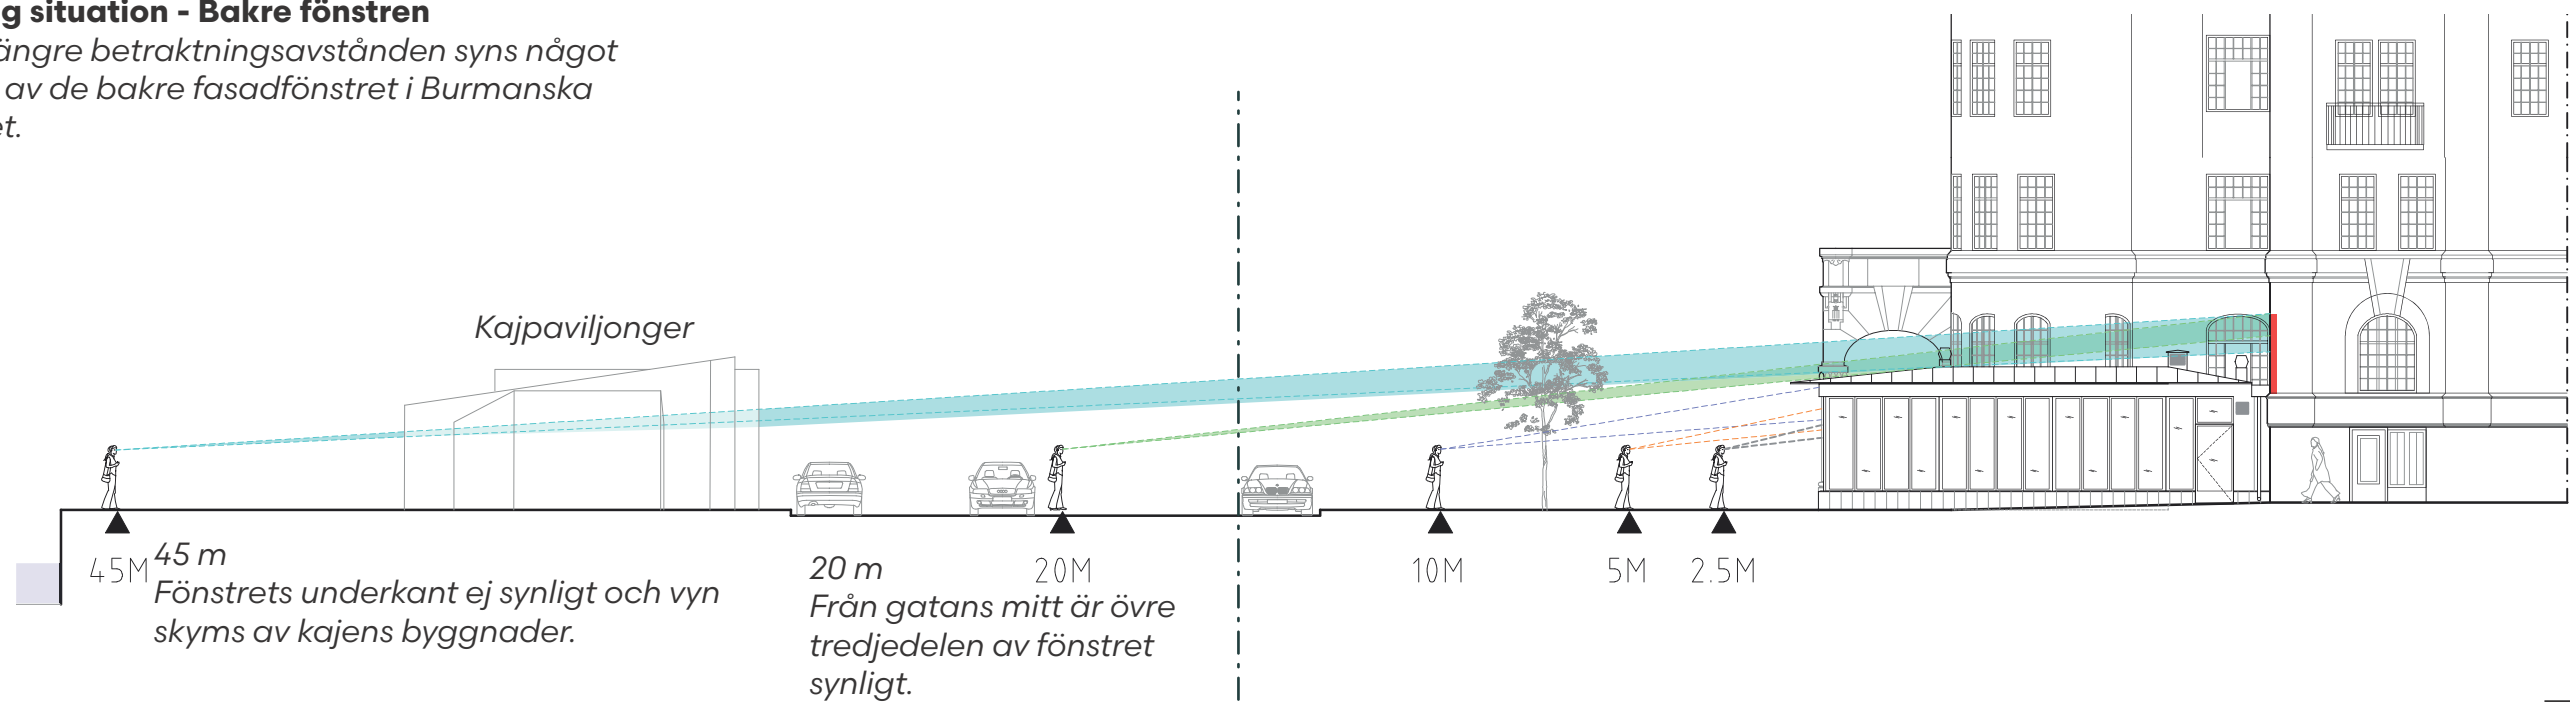 g situation - Bakre fönstren
ängre betraktningsavstånden syns något
av de bakre fasadfönstret i Burmanska
et.
Kajpaviljonger
45M
45 m
Fönstrets underkant ej synligt och vyn
skyms av kajens byggnader.
20 m
Från gatans mitt är övre
tredjedelen av fönstret
synligt.
20M
10M
5M
2.5M